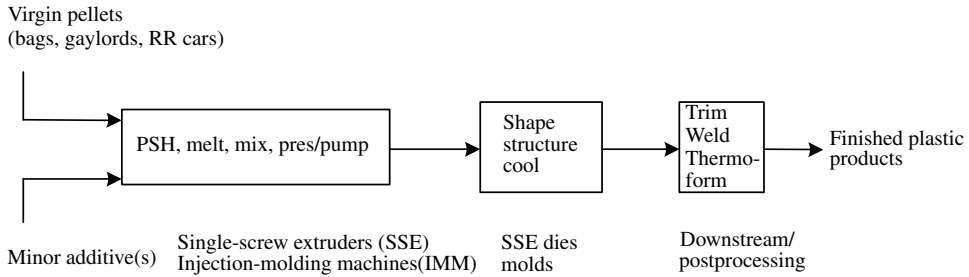 Virgin pellets
(bags, gaylords, RR cars)
PSH, melt, mix, pres/pump
Shape
structure
cool
Trim
Weld
Thermo-
form
Finished plastic
products
Minor additive(s)
Single-screw extruders (SSE)
Injection-molding machines(IMM)
SSE dies
molds
Downstream/
postprocessing